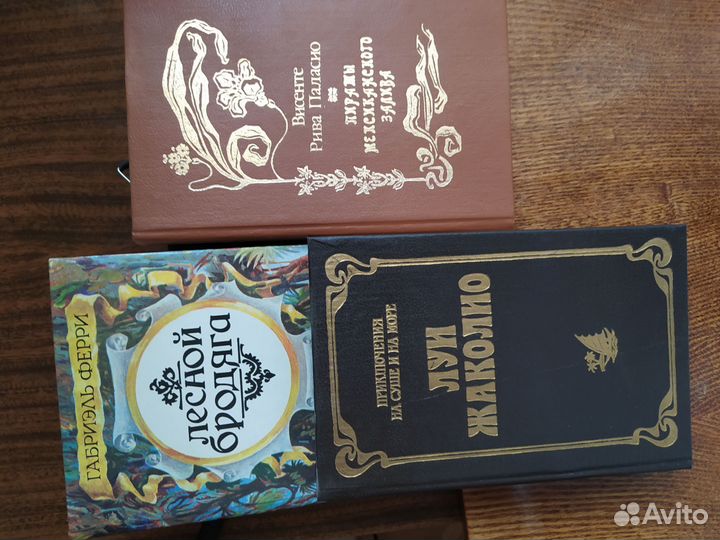 Висенте
Рива Паласио
ПИРАТЫ
МЕКСИКАНСКОГО
ЗАЛИВА
ГАБРИЭЛЬ ФЕРРИ
ЛЕСНОЙ
БРОДЯГА
ПРИКЛЮЧЕНИЯ
НА СУШЕ И НА МОРЕ
ЛУИ
ЖАКОЛИО
Avito